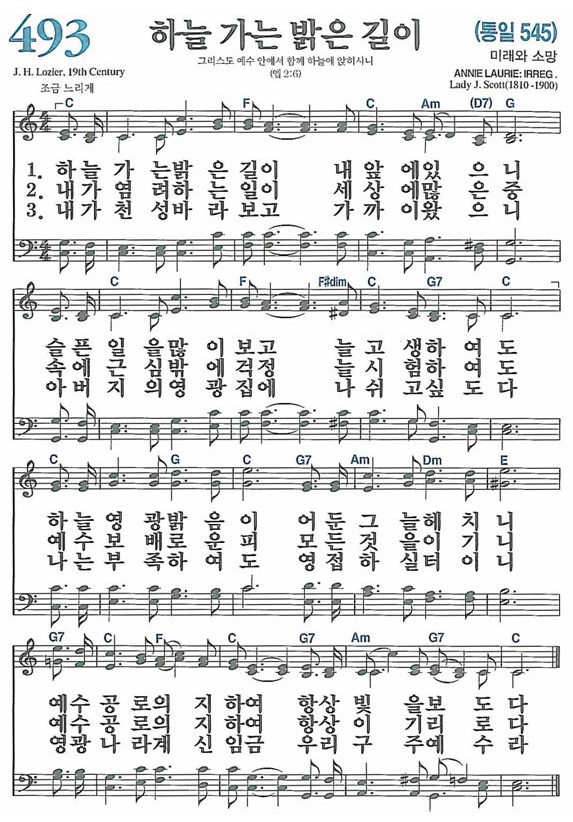 493 하늘 가는 밝은 길이 (통일 545)
그리스도 예수 안에서 함께 하늘에 앉히시니
(엡 2:6)
미래와 소망
J. H. Lozier, 19th Century
ANNIE LAURIE: IRREG.
Lady J. Scott(1810-1900)
조금 느리게
C F C Am (D7) G
1. 하늘 가 는밝 은 길이 내 앞 에있 으 니
2. 내가 염 려하 는 일이 세 상 에많 은 중
3. 내가 천 성바 라 보고 가 까 이왔 으 니
C F F#dim C G7 C
슬픈 일 을많 이 보고 늘 고 생하 여 도
속에 근 심밖 에 걱정 늘 시 험하 여 도
아버 지 의영 광 집에 나 쉬 고싶 도 다
C G C G7 Am Dm E
하늘 영 광밝 음 이 어 둔 그 늘헤 치 니
예수 보 배로 운 피 모 든 것 을이 기 니
나는 부 족하 여 도 영 접 하 실터 이 니
G7 C F C G7 Am G7 C
예수 공 로의 지 하여 항상 빛 을보 도 다
예수 공 로의 지 하여 항상 이 기리 로 다
영광 나 라계 신 임금 우리 구 주예 수 라